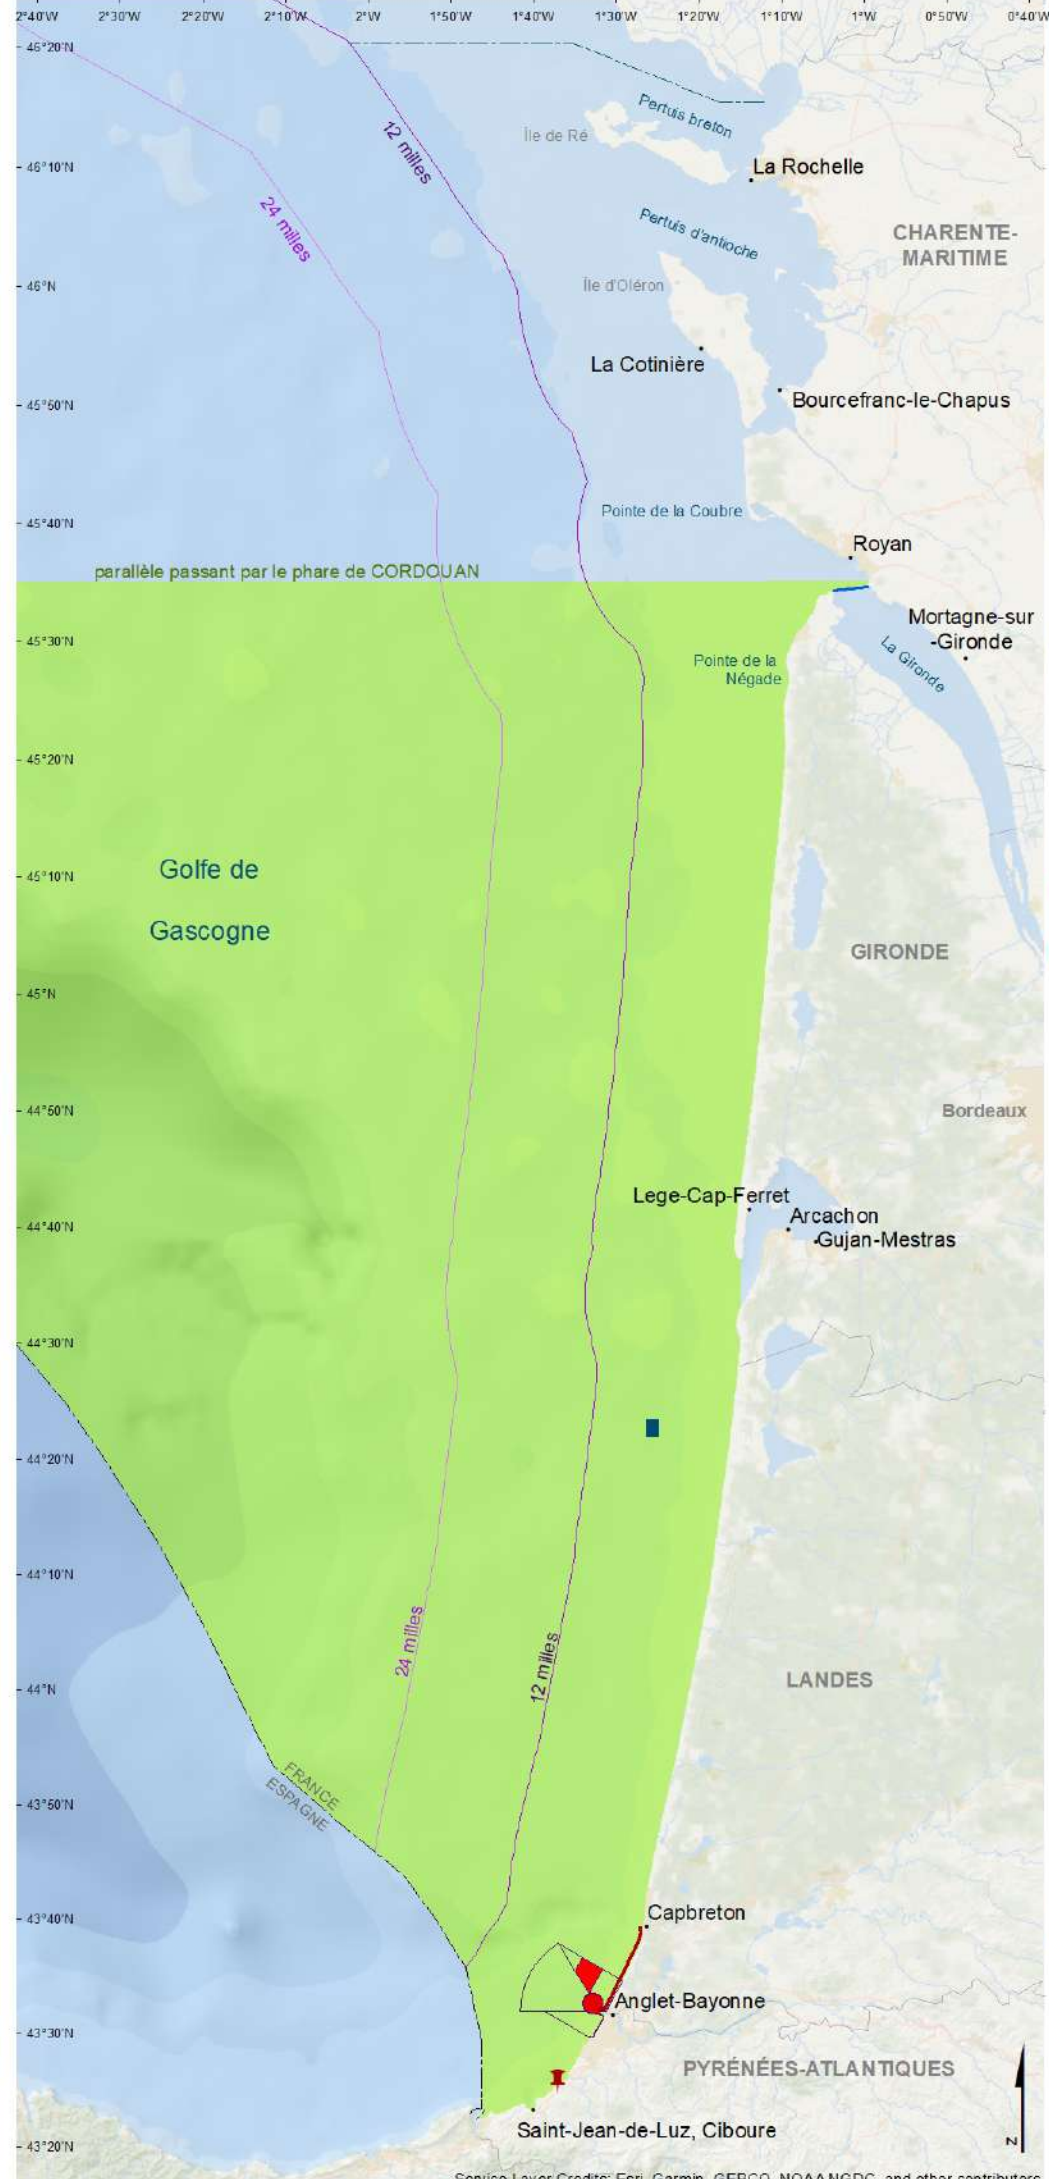 2°40'W 2°30'W 2°20'W 2°10'W 2°W 1°50'W 1°40'W 1°30'W 1°20'W 1°10'W 1°W 0°50'W 0°40'W
46°20'N
Pertuis breton
12 milles
Île de Ré
46°10'N
La Rochelle
24 milles
Pertuis d'antioche
CHARENTE-
MARITIME
46°N
Île d'Oléron
La Cotinière
45°50'N
Bourcefranc-le-Chapus
Pointe de la Coubre
45°40'N
Royan
parallèle passant par le phare de CORDOUAN
Mortagne-sur
-Gironde
45°30'N
La Gironde
Pointe de la
Négade
45°20'N
Golfe de
Gascogne
45°10'N
GIRONDE
45°N
44°50'N
Bordeaux
Lege-Cap-Ferret
Arcachon
44°40'N
Gujan-Mestras
44°30'N
44°20'N
44°10'N
24 milles
12 milles
44°N
LANDES
FRANCE
ESPAGNE
43°50'N
43°40'N
Capbreton
Anglet-Bayonne
43°30'N
PYRÉNÉES-ATLANTIQUES
Saint-Jean-de-Luz, Ciboure
N
43°20'N
Service Layer Credits: Esri, Garmin, GEBCO, NOAA NGDC, and other contributors